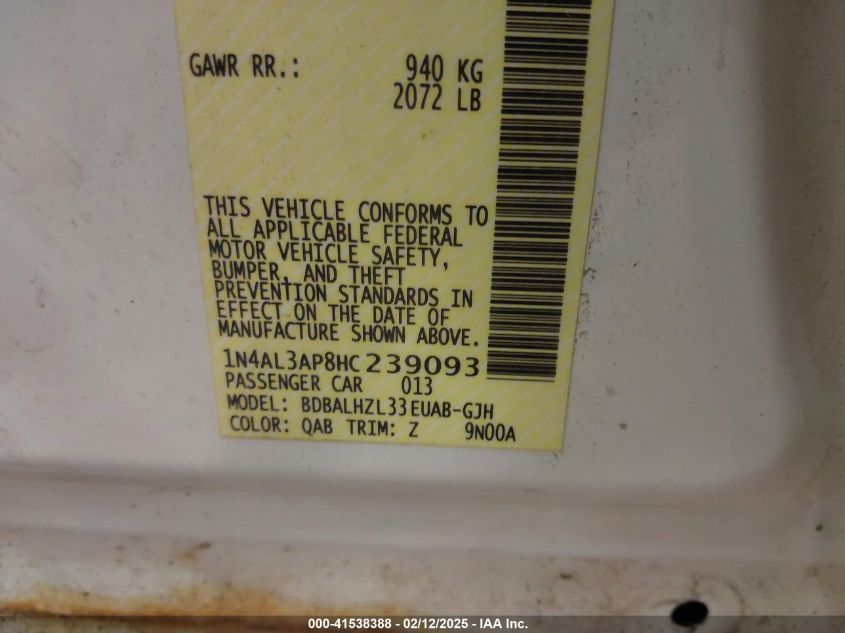 GAWR RR.: 940 KG
2072 LB
THIS VEHICLE CONFORMS TO
ALL APPLICABLE FEDERAL
MOTOR VEHICLE SAFETY,
BUMPER, AND THEFT
PREVENTION STANDARDS IN
EFFECT ON THE DATE OF
MANUFACTURE SHOWN ABOVE.
1N4AL3AP8HC239093
PASSENGER CAR 013
MODEL: BDBALHZL33EUAB-GJH
COLOR: QAB TRIM: Z 9N00A
000-41538388 - 02/12/2025 - IAA Inc.